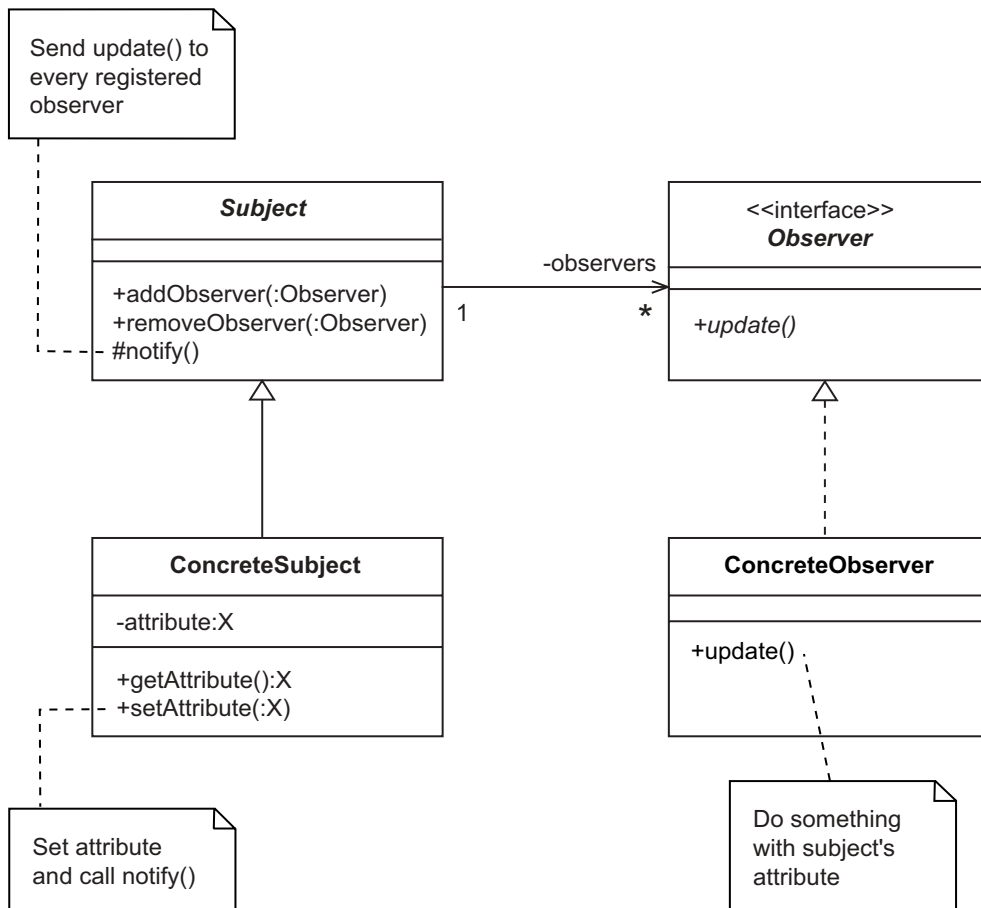 Send update() to
every registered
observer
Subject
+addObserver(:Observer)
+removeObserver(:Observer)
#notify()
-observers
1
*
<<interface>>
Observer
+update()
ConcreteSubject
-attribute:X
+getAttribute():X
+setAttribute(:X)
ConcreteObserver
+update()
Set attribute
and call notify()
Do something
with subject's
attribute